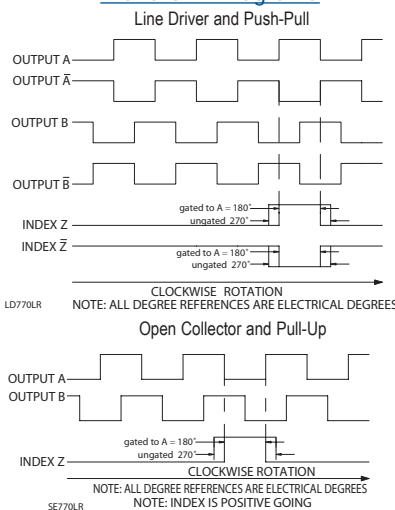 Line Driver and Push-Pull
OUTPUT A
OUTPUT A̅
OUTPUT B
OUTPUT B̅
gated to A = 180°
ungated 270°
INDEX Z
INDEX Z̅
gated to A = 180°
ungated 270°
CLOCKWISE ROTATION
LD770LR
NOTE: ALL DEGREE REFERENCES ARE ELECTRICAL DEGREES
Open Collector and Pull-Up
OUTPUT A
OUTPUT B
gated to A = 180°
ungated 270°
INDEX Z
CLOCKWISE ROTATION
NOTE: ALL DEGREE REFERENCES ARE ELECTRICAL DEGREES
SE770LR
NOTE: INDEX IS POSITIVE GOING